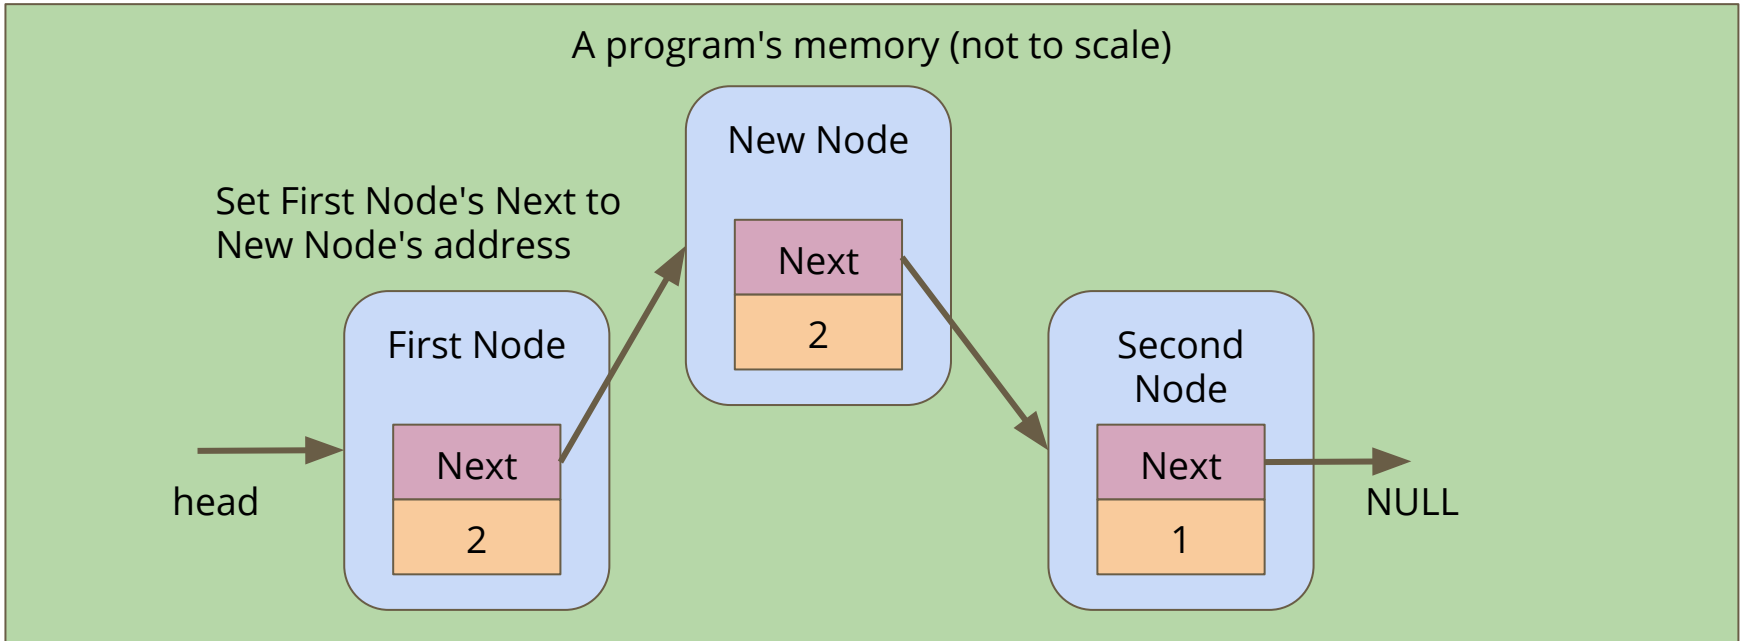 A program's memory (not to scale)
New Node
Next
2
Set First Node's Next to
New Node's address
First Node
Next
2
head
Second
Node
Next
1
NULL